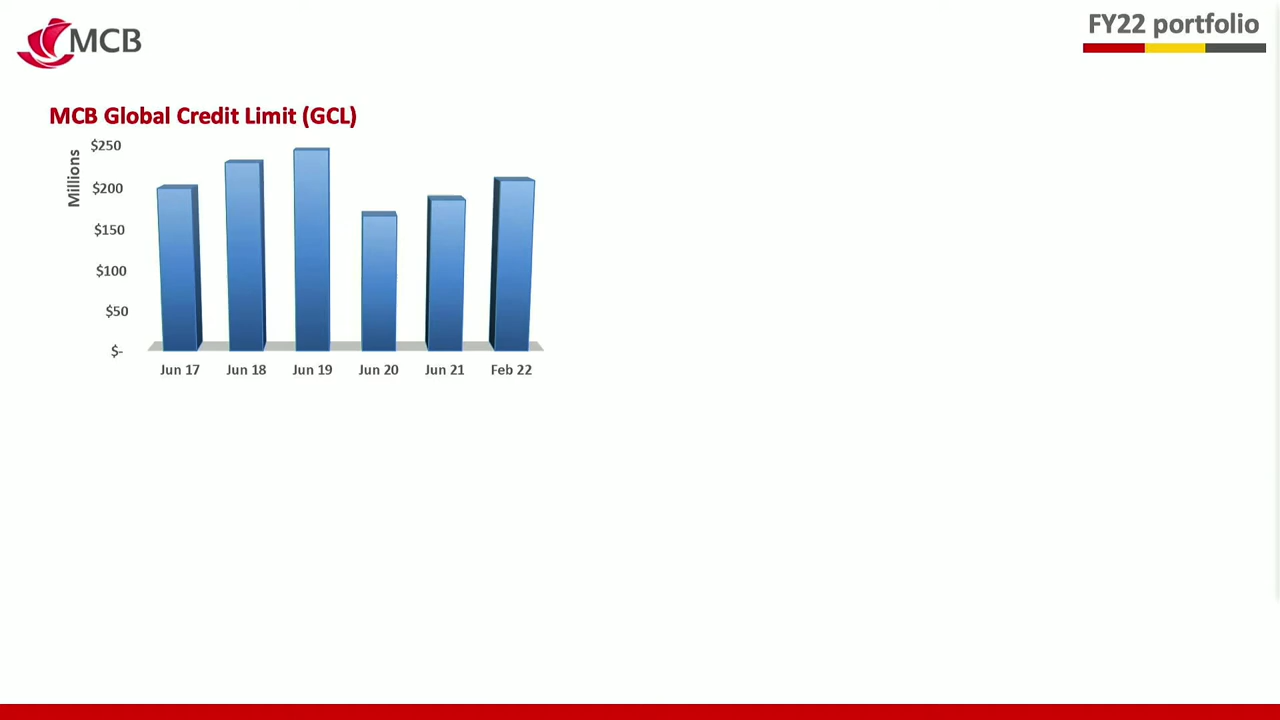 MCB
FY22 portfolio
MCB Global Credit Limit (GCL)
Millions
$250
$200
$150
$100
$50
$-
Jun 17 Jun 18 Jun 19 Jun 20 Jun 21 Feb 22